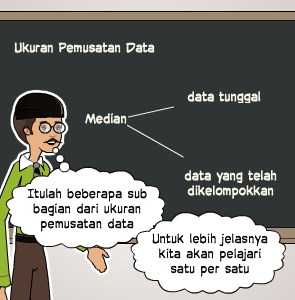 Ukuran Pemusatan Data
data tunggal
Median
data yang telah
dikelompokkan
Itulah beberapa sub
bagian dari ukuran
pemusatan data
Untuk lebih jelasnya
kita akan pelajari
satu per satu